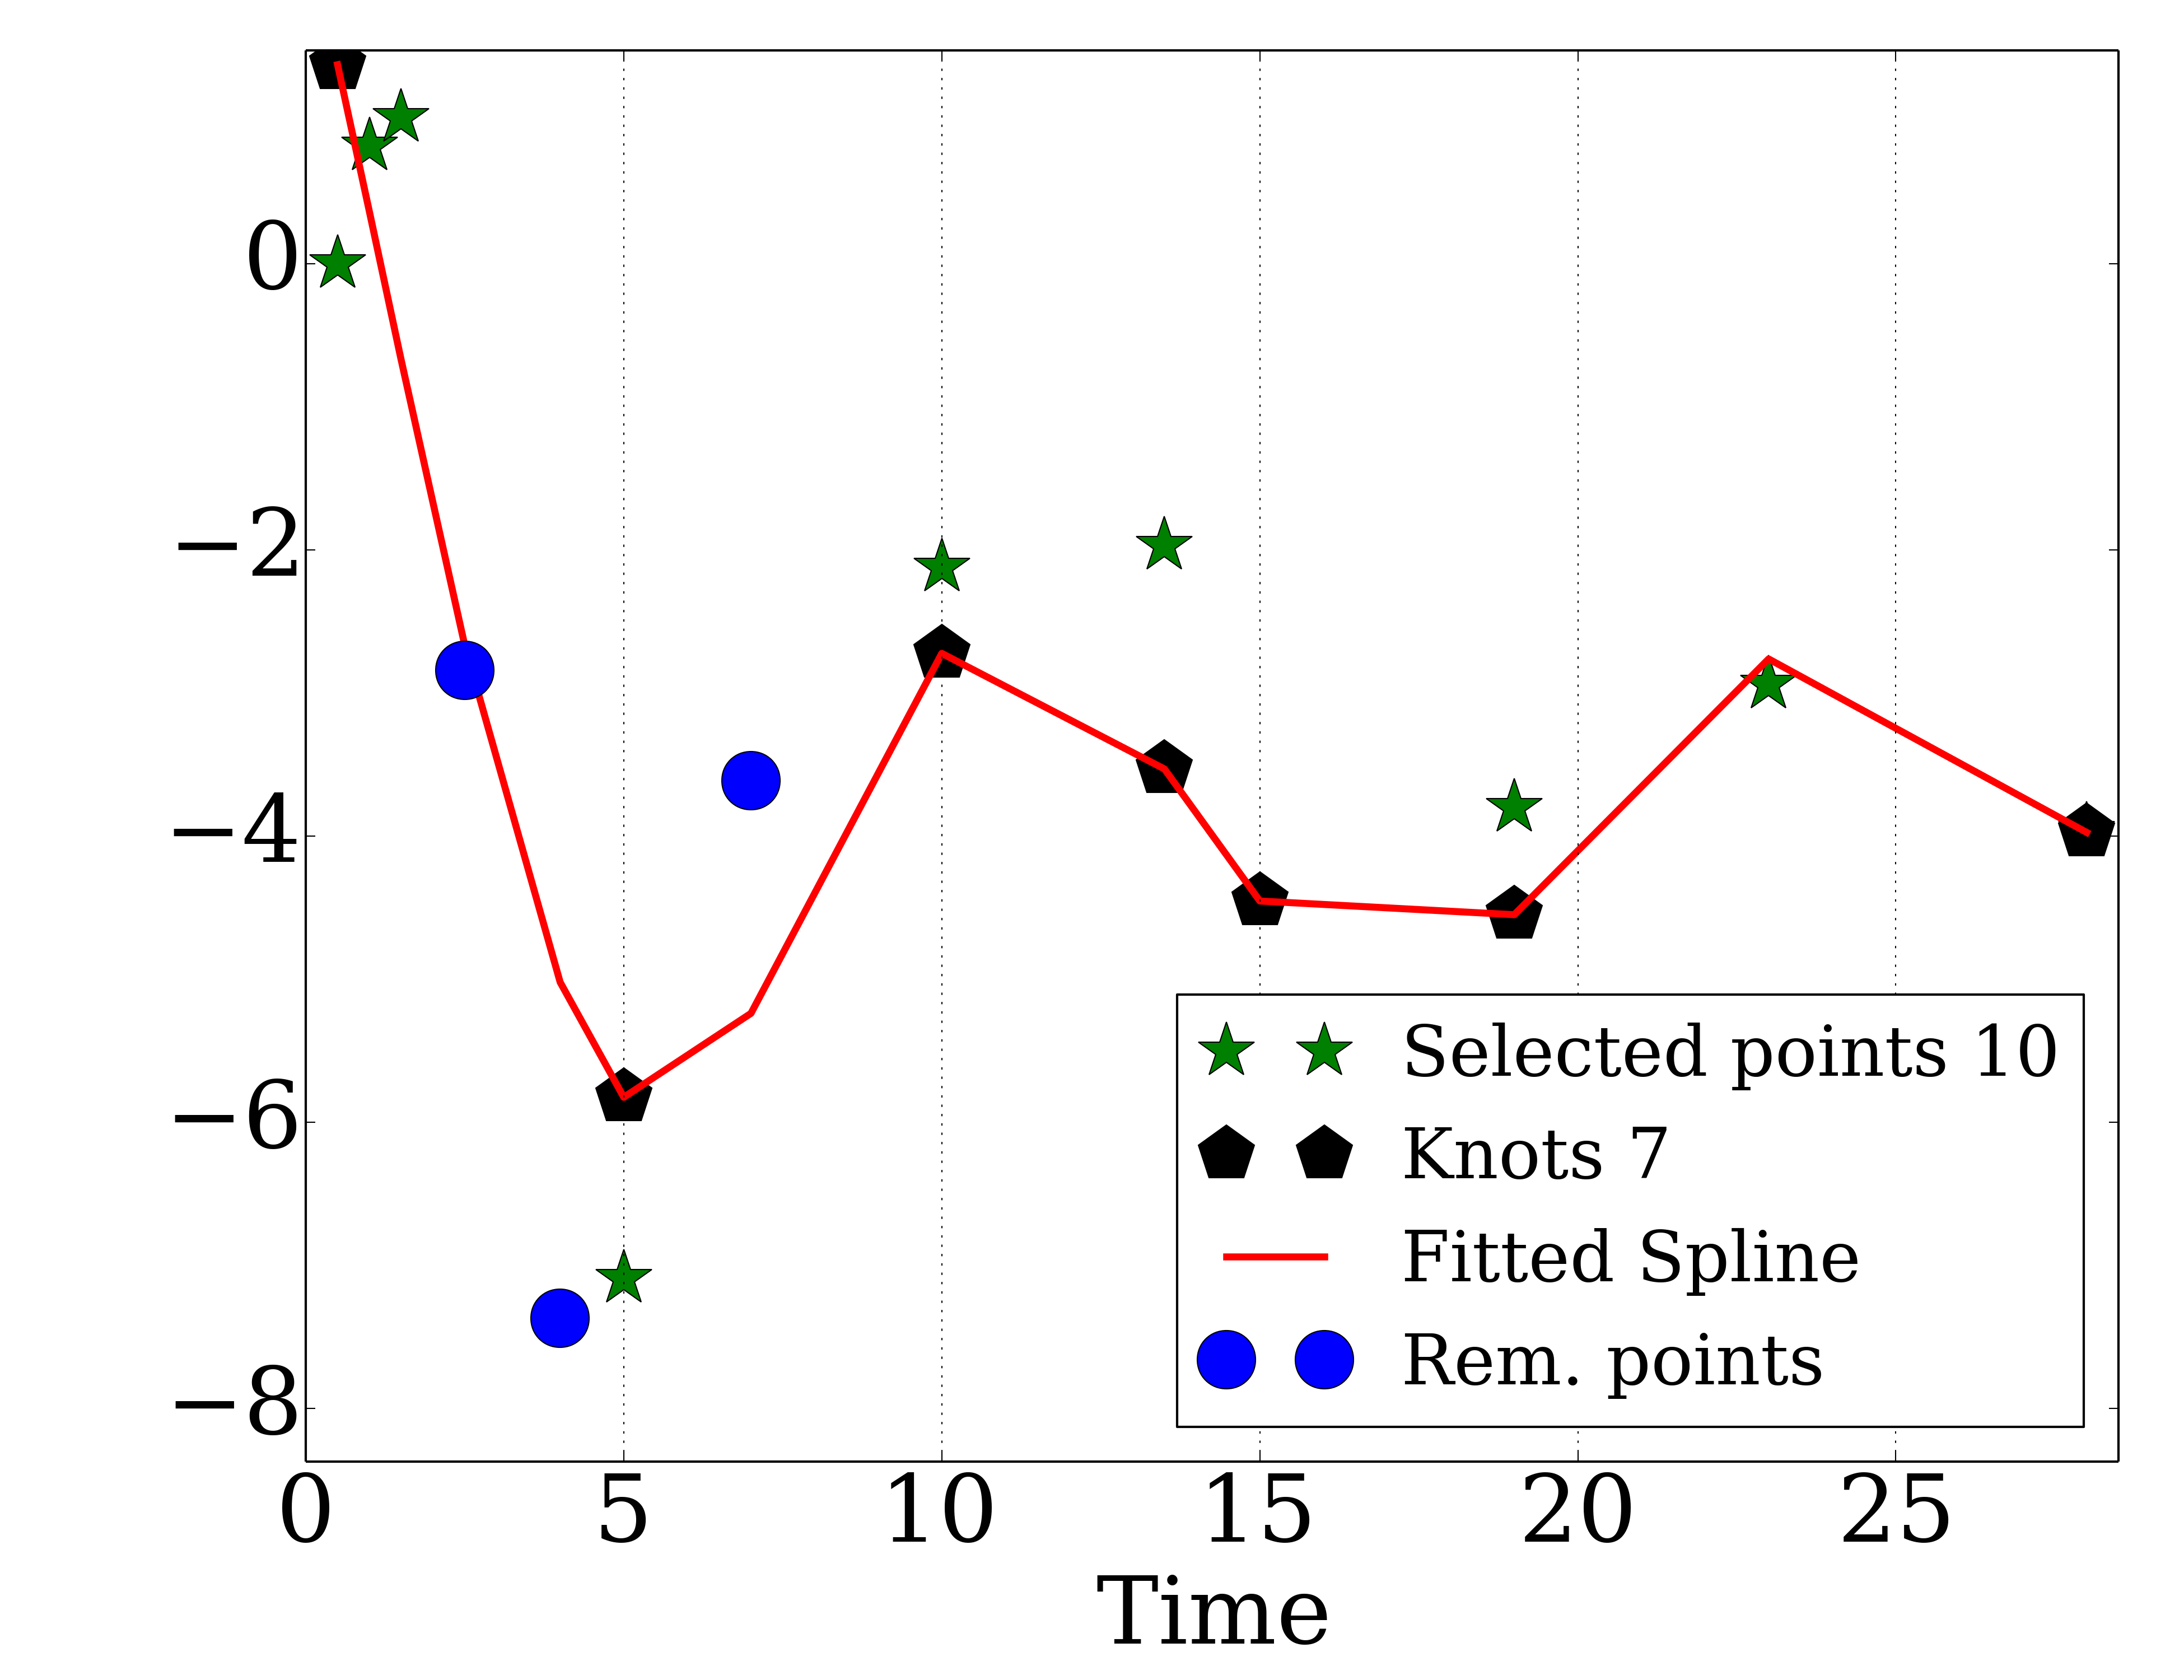 0
−2
−4
−6
−8
Selected points 10
Knots 7
Fitted Spline
Rem. points
0 5 10 15 20 25
Time